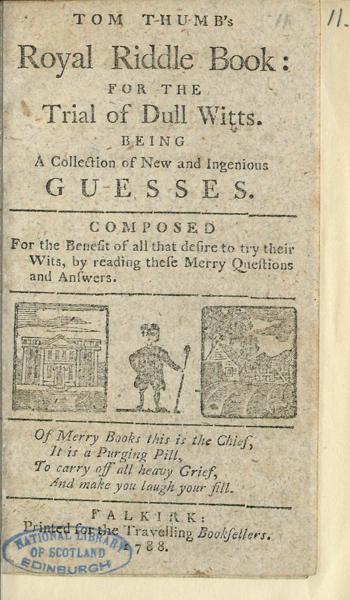 11.
TOM THUMB's
Royal Riddle Book:
FOR THE
Trial of Dull Witts.
BEING
A Collection of New and Ingenious
GUESSES.
COMPOSED
For the Benefit of all that desire to try their
Wits, by reading these Merry Questions
and Answers.
Of Merry Books this is the Chief,
It is a Purging Pill,
To carry off all heavy Grief,
And make you laugh your fill.
FALKIRK:
Printed for the Travelling Booksellers.
1788.
NATIONAL LIBRARY
OF SCOTLAND
EDINBURGH